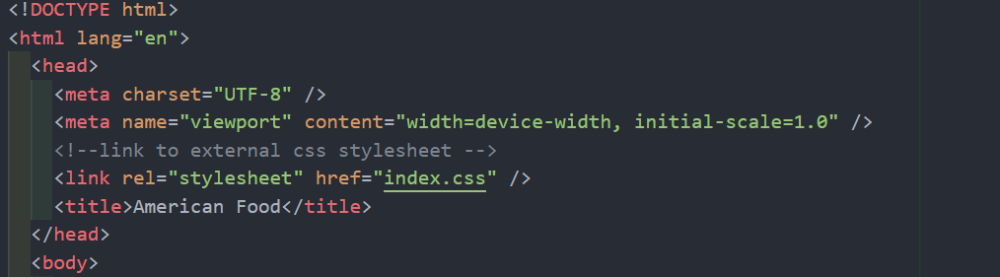 <!DOCTYPE html>
<html lang="en">
<head>
<meta charset="UTF-8" />
<meta name="viewport" content="width=device-width, initial-scale=1.0" />
<!--link to external css stylesheet -->
<link rel="stylesheet" href="index.css" />
<title>American Food</title>
</head>
<body>